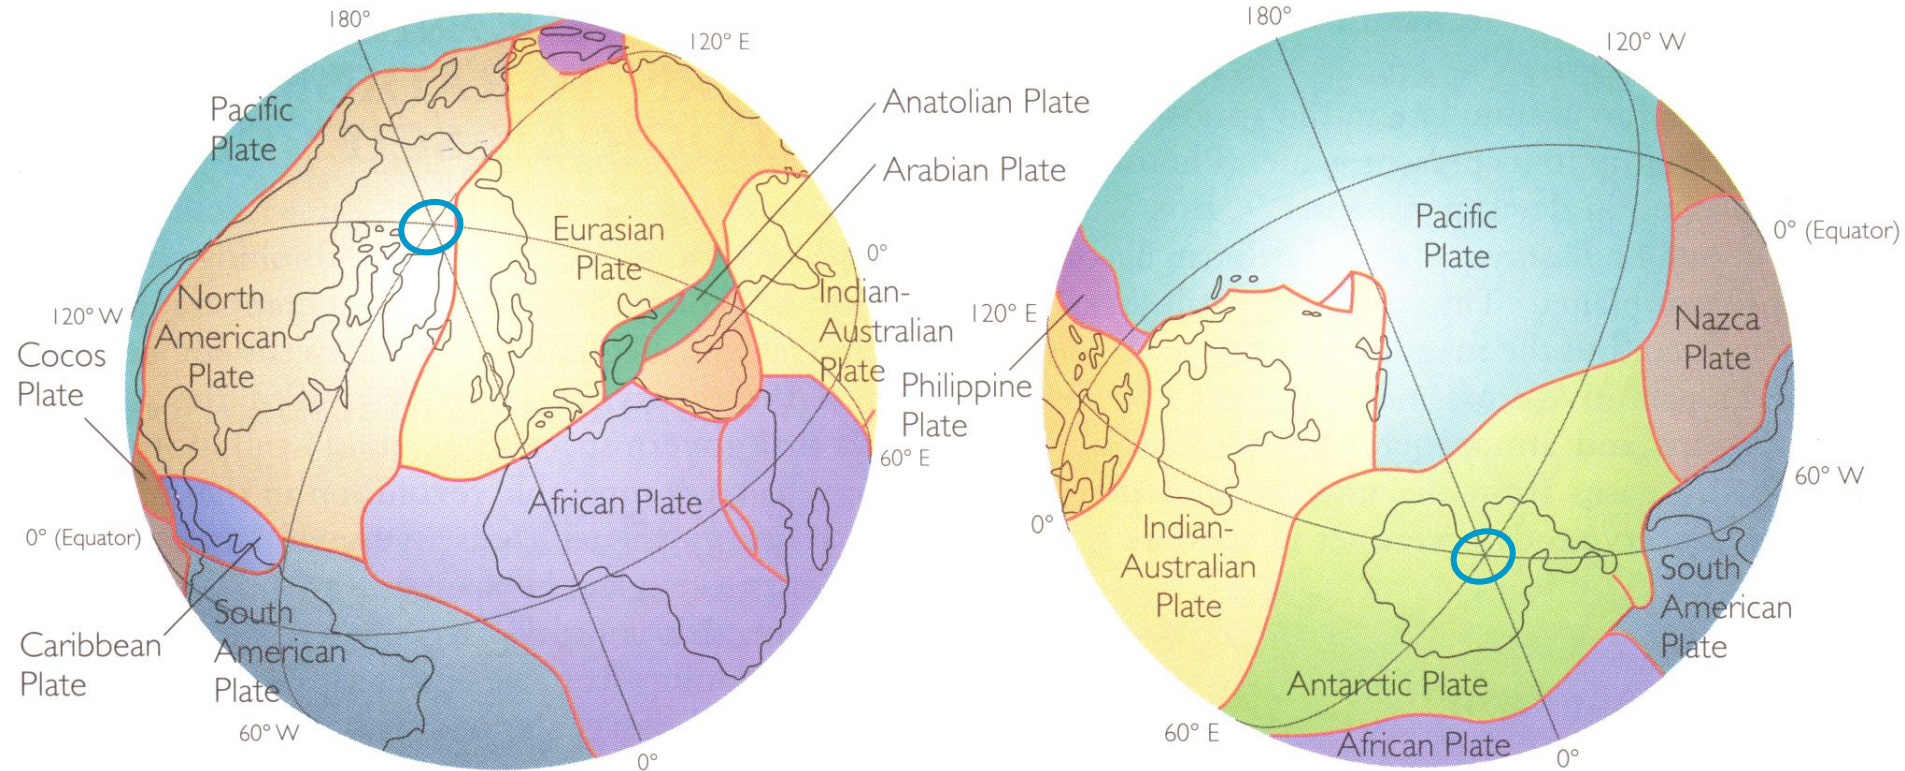 180°
120° E
Pacific
Plate
Anatolian Plate
Arabian Plate
Eurasian
Plate
0°
Indian-
Australian
Plate
North
American
Plate
120° W
Cocos
Plate
60° E
African Plate
0° (Equator)
Caribbean
Plate
South
American
Plate
60° W
0°
180°
120° W
Pacific
Plate
0° (Equator)
120° E
Nazca
Plate
Philippine
Plate
60° W
0°
Indian-
Australian
Plate
South
American
Plate
Antarctic Plate
60° E
African Plate
0°